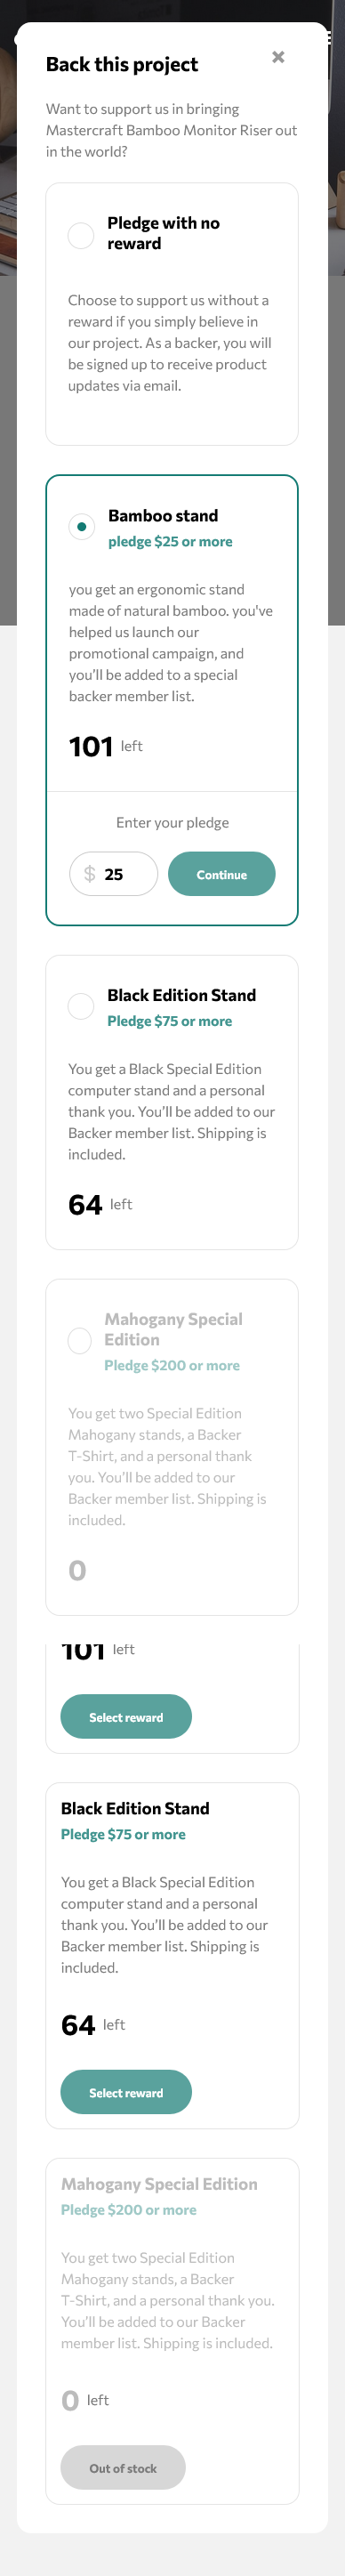 Back this project
Want to support us in bringing
Mastercraft Bamboo Monitor Riser out
in the world?
Pledge with no
reward
Choose to support us without a
reward if you simply believe in
our project. As a backer, you will
be signed up to receive product
updates via email.
Bamboo stand
pledge $25 or more
you get an ergonomic stand
made of natural bamboo. you've
helped us launch our
promotional campaign, and
you’ll be added to a special
backer member list.
101 left
Enter your pledge
$ 25 Continue
Black Edition Stand
Pledge $75 or more
You get a Black Special Edition
computer stand and a personal
thank you. You’ll be added to our
Backer member list. Shipping is
included.
64 left
Mahogany Special
Edition
Pledge $200 or more
You get two Special Edition
Mahogany stands, a Backer
T-Shirt, and a personal thank
you. You’ll be added to our
Backer member list. Shipping is
included.
0
101 left
Select reward
Black Edition Stand
Pledge $75 or more
You get a Black Special Edition
computer stand and a personal
thank you. You’ll be added to our
Backer member list. Shipping is
included.
64 left
Select reward
Mahogany Special Edition
Pledge $200 or more
You get two Special Edition
Mahogany stands, a Backer
T-Shirt, and a personal thank you.
You’ll be added to our Backer
member list. Shipping is included.
0 left
Out of stock